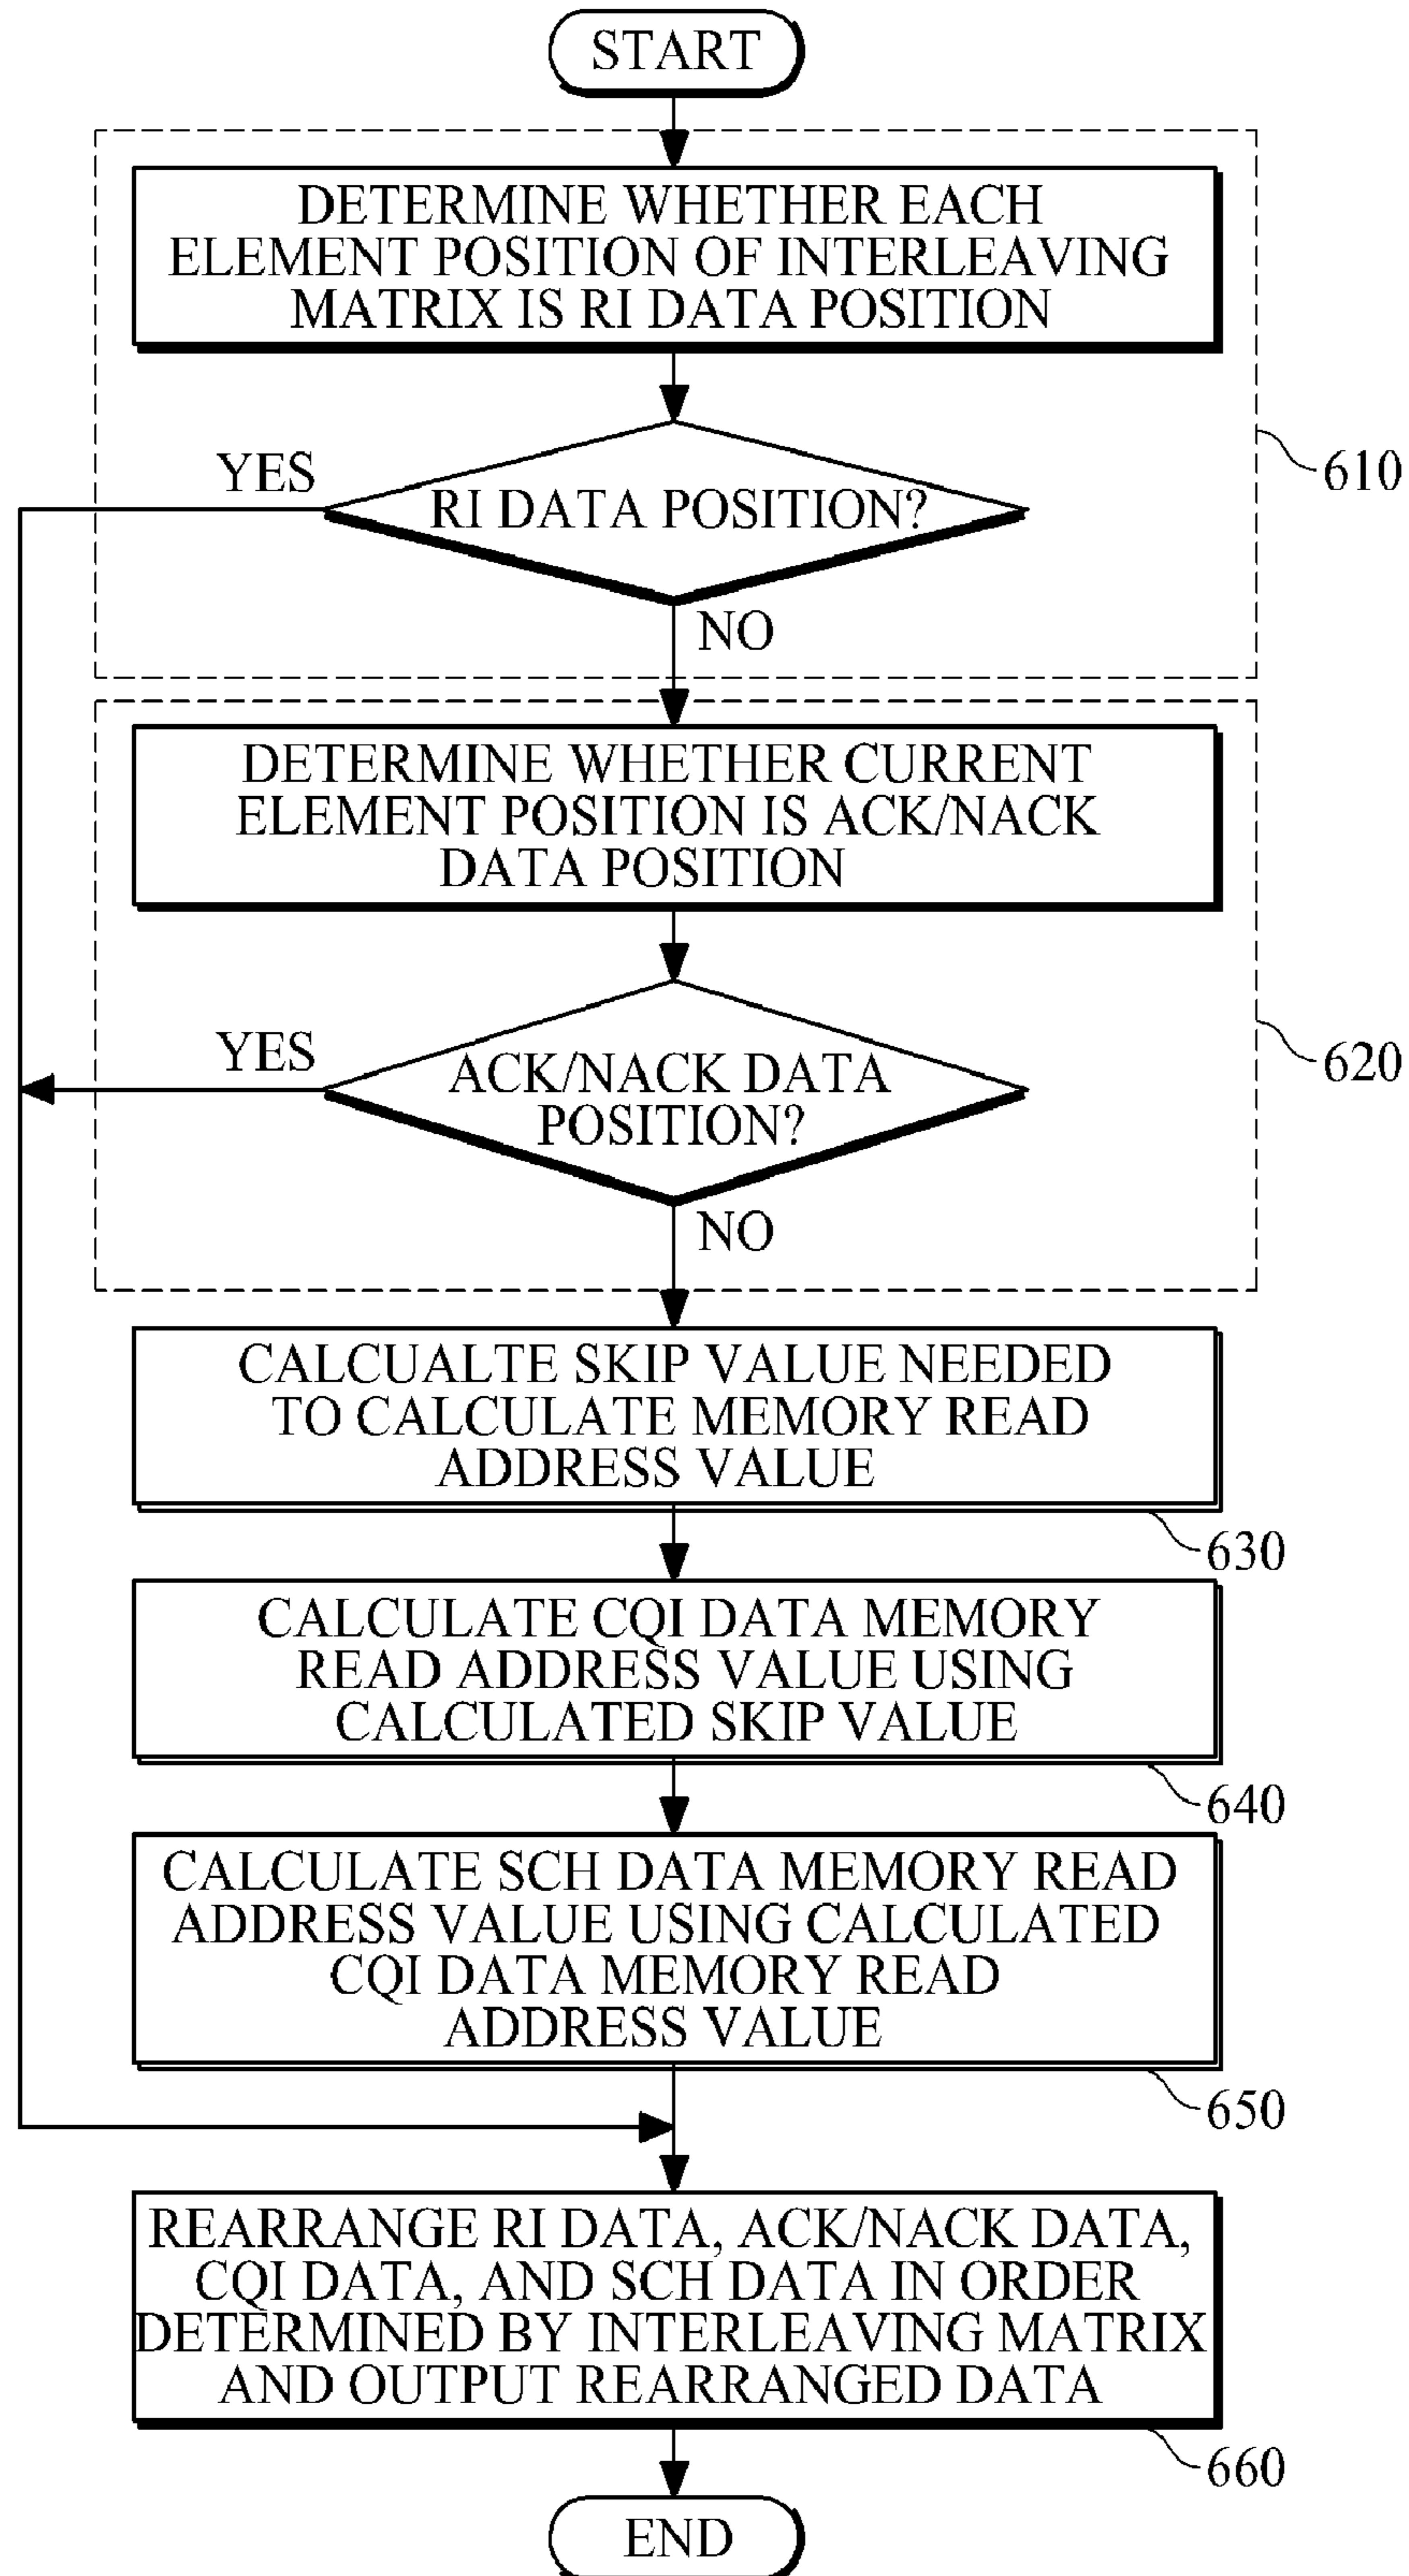 START
DETERMINE WHETHER EACH
ELEMENT POSITION OF INTERLEAVING
MATRIX IS RI DATA POSITION
YES
RI DATA POSITION?
610
NO
DETERMINE WHETHER CURRENT
ELEMENT POSITION IS ACK/NACK
DATA POSITION
YES
ACK/NACK DATA
POSITION?
620
NO
CALCUALTE SKIP VALUE NEEDED
TO CALCULATE MEMORY READ
ADDRESS VALUE
630
CALCULATE CQI DATA MEMORY
READ ADDRESS VALUE USING
CALCULATED SKIP VALUE
640
CALCULATE SCH DATA MEMORY READ
ADDRESS VALUE USING CALCULATED
CQI DATA MEMORY READ
ADDRESS VALUE
650
REARRANGE RI DATA, ACK/NACK DATA,
CQI DATA, AND SCH DATA IN ORDER
DETERMINED BY INTERLEAVING MATRIX
AND OUTPUT REARRANGED DATA
660
END